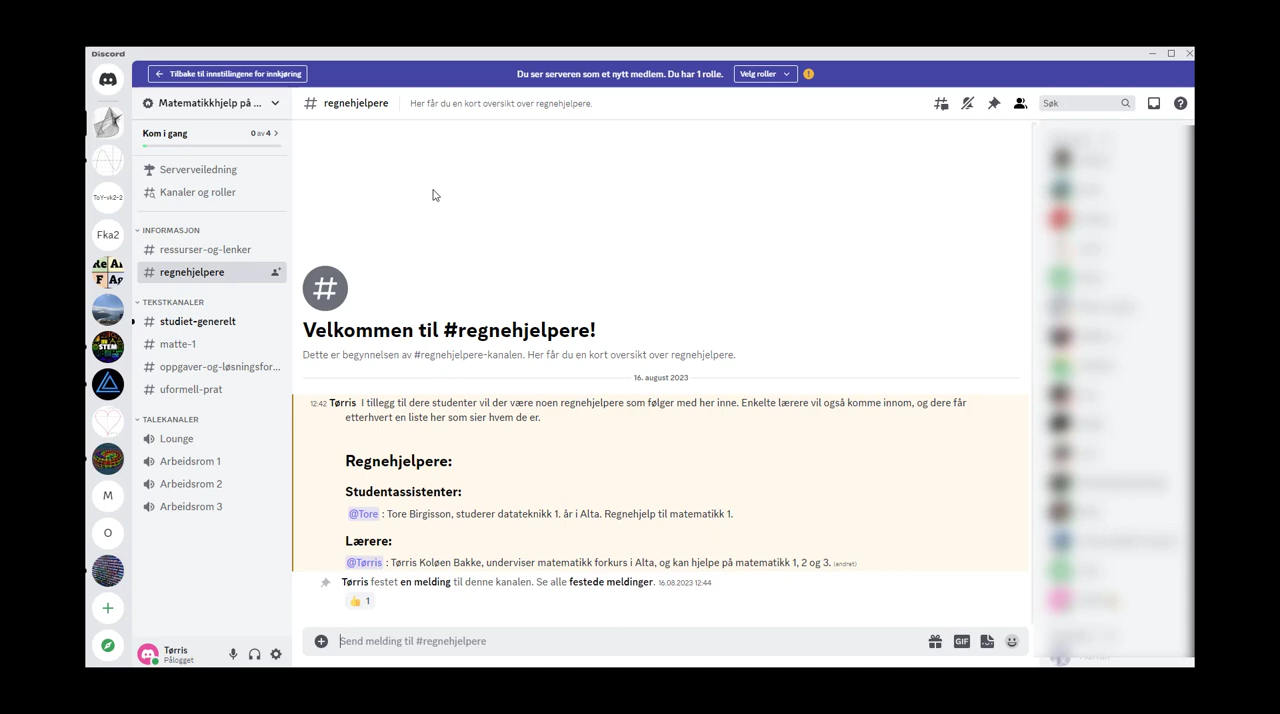 Discord
Tilbake til innstillingene for innkjøring
Du ser serveren som et nytt medlem. Du har 1 rolle.
Velg roller
Matematikkhjelp på ...
regnehjelpere
Her får du en kort oversikt over regnehjelpere.
Søk
Kom i gang
0 av 4
Serverveiledning
Kanaler og roller
INFORMASJON
# ressurser-og-lenker
# regnehjelpere
TEKSTKANALER
# studiet-generelt
# matte-1
# oppgaver-og-løsningsfor...
# uformell-prat
TALEKANALER
Lounge
Arbeidsrom 1
Arbeidsrom 2
Arbeidsrom 3
ToY-vk2-2
Fka2
STEM
M
O
Tørris
Pålogget
Velkommen til #regnehjelpere!
Dette er begynnelsen av #regnehjelpere-kanalen. Her får du en kort oversikt over regnehjelpere.
16. august 2023
12:42 Tørris I tillegg til dere studenter vil der være noen regnehjelpere som følger med her inne. Enkelte lærere vil også komme innom, og dere får
etterhvert en liste her som sier hvem de er.
Regnehjelpere:
Studentassistenter:
@Tore : Tore Birgisson, studerer datateknikk 1. år i Alta. Regnehjelp til matematikk 1.
Lærere:
@Tørris : Tørris Koløen Bakke, underviser matematikk forkurs i Alta, og kan hjelpe på matematikk 1, 2 og 3. (endret)
Tørris festet en melding til denne kanalen. Se alle festede meldinger. 16.08.2023 12:44
👍 1
Send melding til #regnehjelpere
GIF